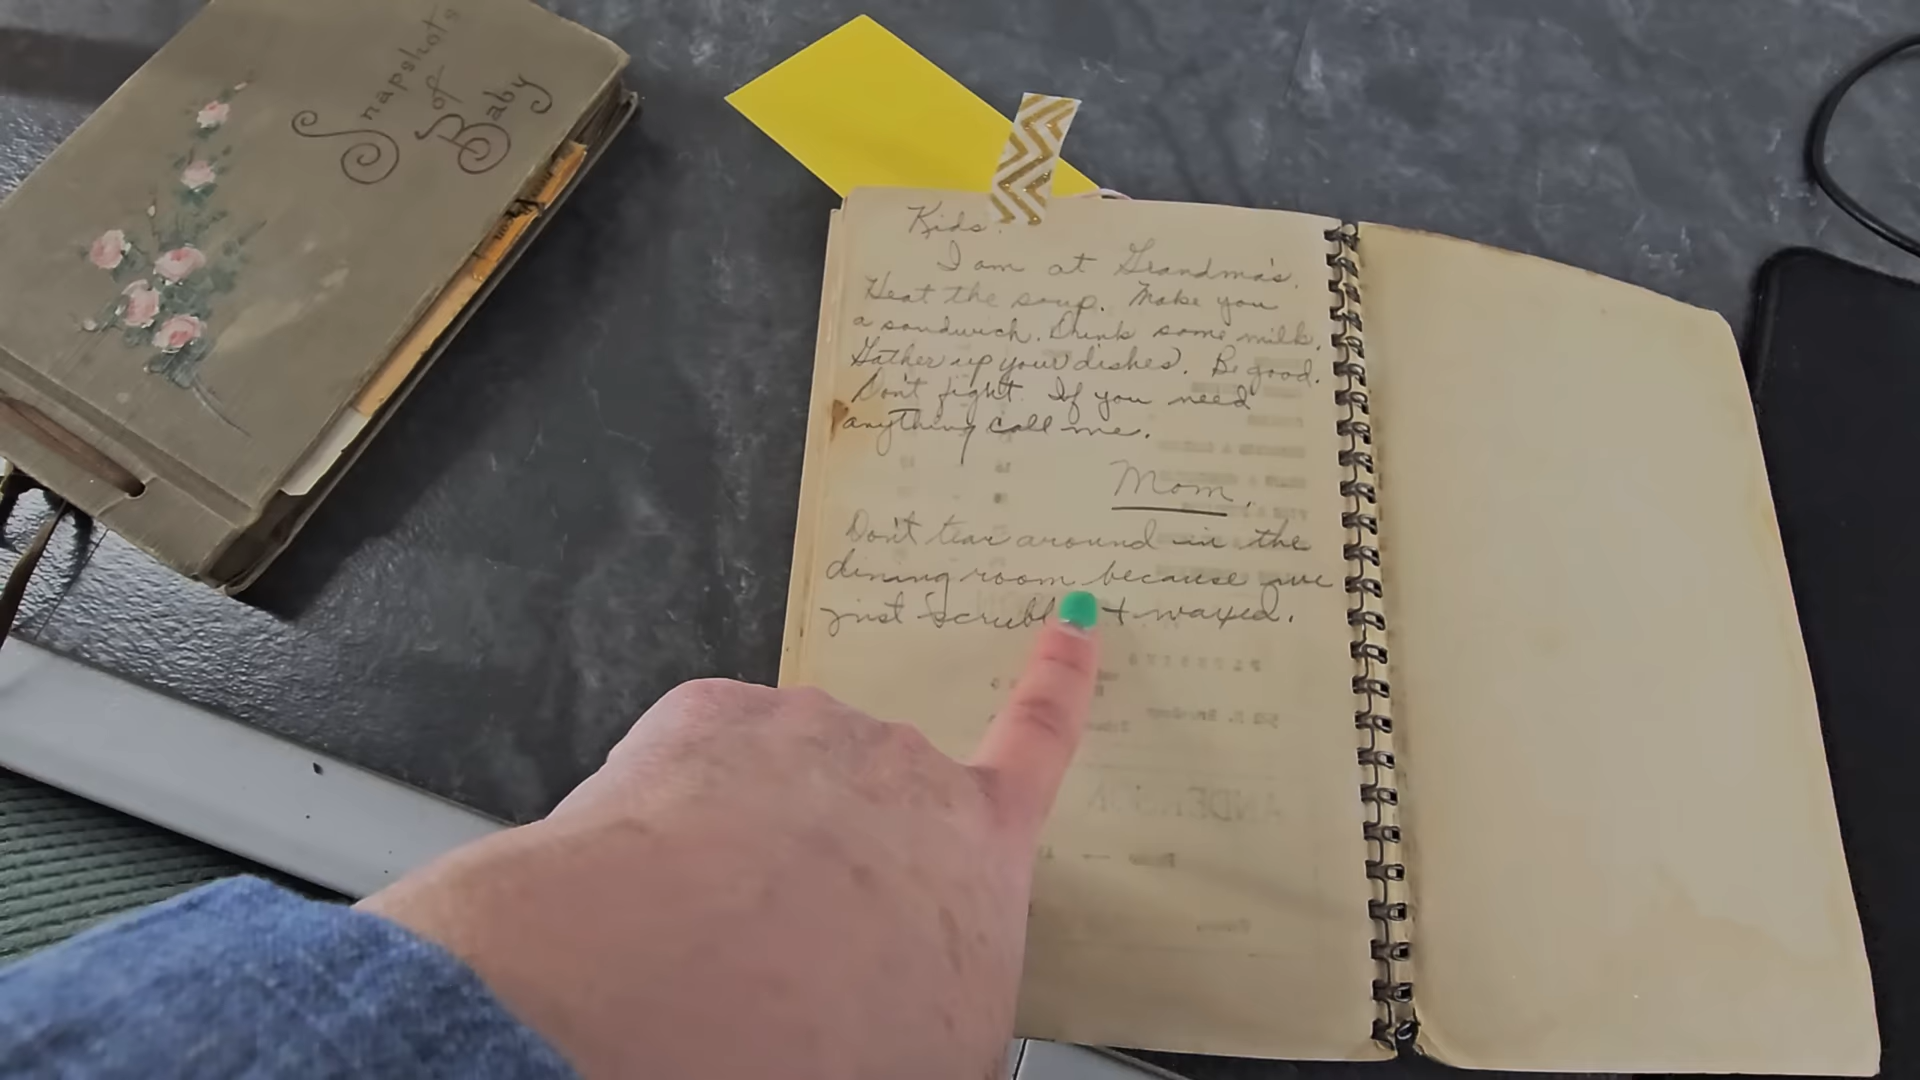 Snapshots
of
Baby
Kids.
I am at Grandma's.
Heat the soup. Make you
a sandwich. Drink some milk.
Gather up your dishes. Be good.
Don't fight. If you need
anything call me.
Mom.
Don't tear around in the
dining room because we
just + waxed.